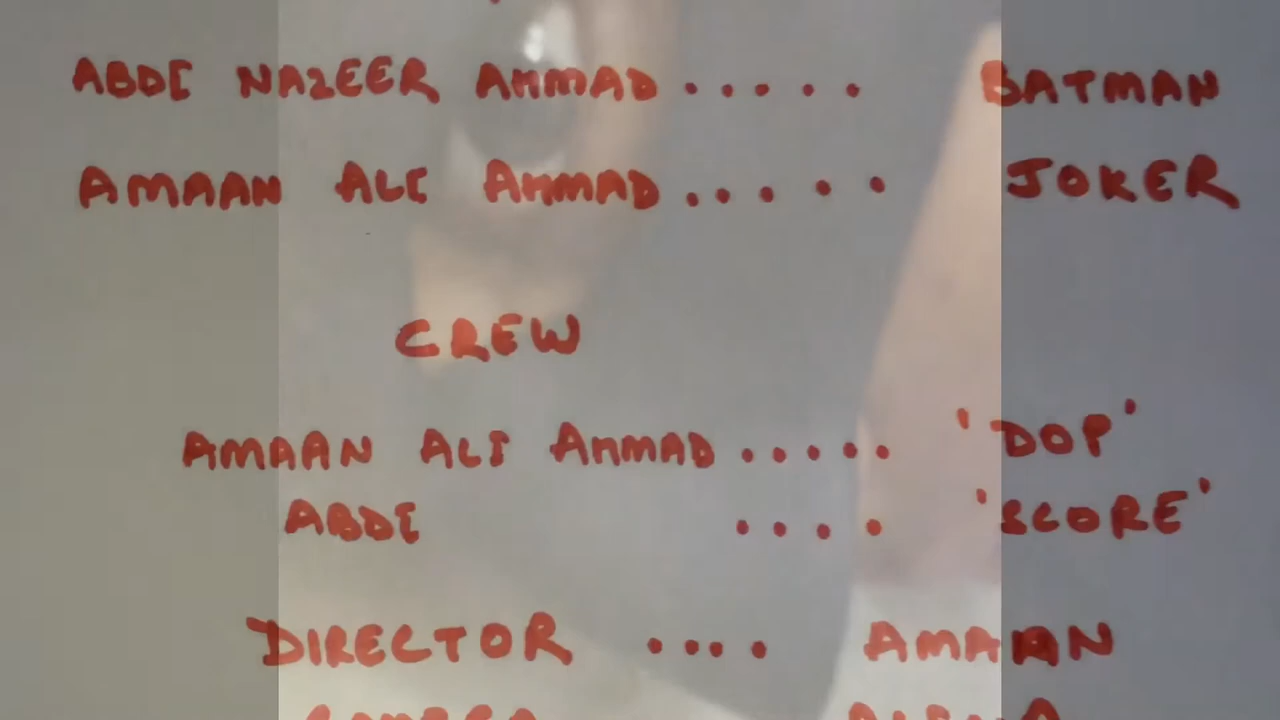 ABDI NAZEER AHMAD ..... BATMAN
AMAAN ALI AHMAD ..... JOKER
CREW
AMAAN ALI AHMAD ..... 'DOP'
ABDI .... 'SCORE'
DIRECTOR .... AMAAN